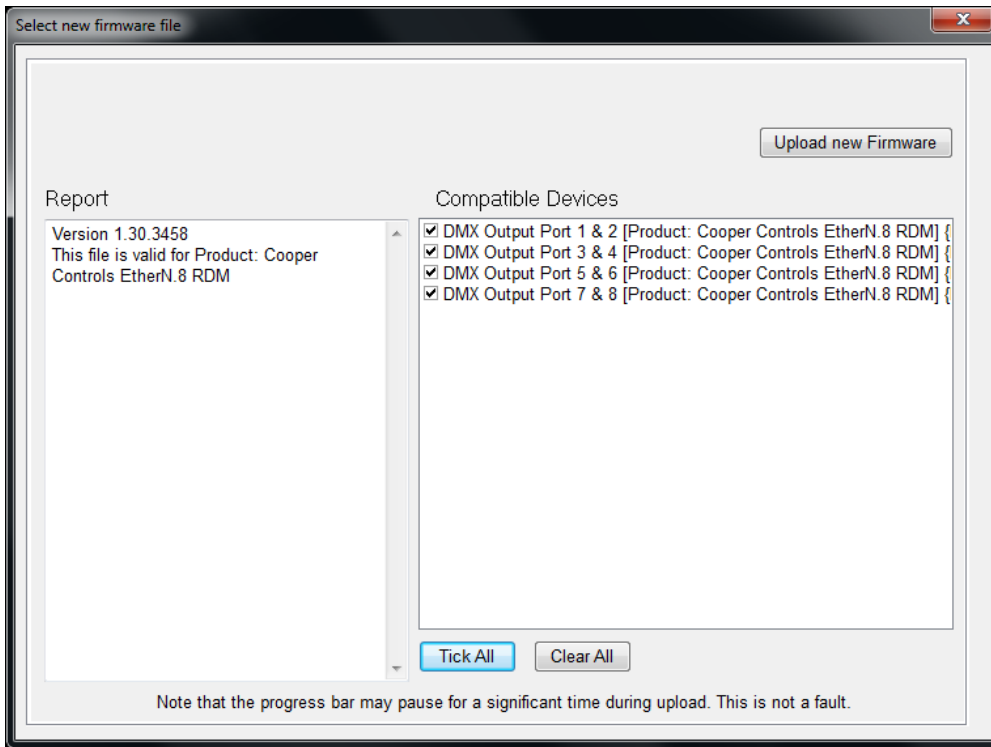 Select new firmware file
Upload new Firmware
Report
Compatible Devices
Version 1.30.3458
This file is valid for Product: Cooper
Controls EtherN.8 RDM
DMX Output Port 1 & 2 [Product: Cooper Controls EtherN.8 RDM] {
DMX Output Port 3 & 4 [Product: Cooper Controls EtherN.8 RDM] {
DMX Output Port 5 & 6 [Product: Cooper Controls EtherN.8 RDM] {
DMX Output Port 7 & 8 [Product: Cooper Controls EtherN.8 RDM] {
Tick All
Clear All
Note that the progress bar may pause for a significant time during upload. This is not a fault.